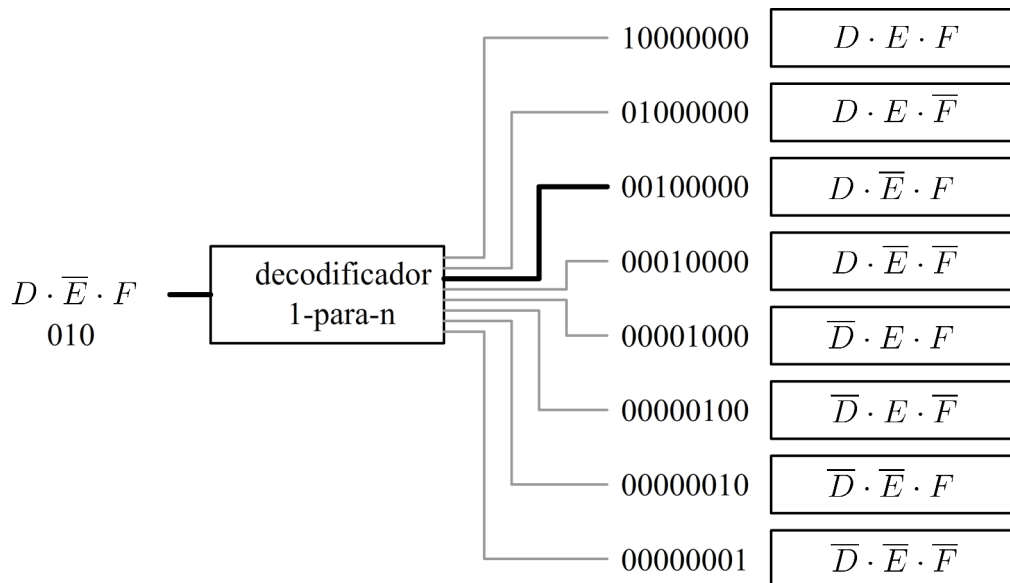 10000000 D · E · F
01000000 D · E · F̅
00100000 D · E̅ · F
00010000 D · E̅ · F̅
decodificador
1-para-n
D · E̅ · F
010
00001000 D̅ · E · F
00000100 D̅ · E · F̅
00000010 D̅ · E̅ · F
00000001 D̅ · E̅ · F̅